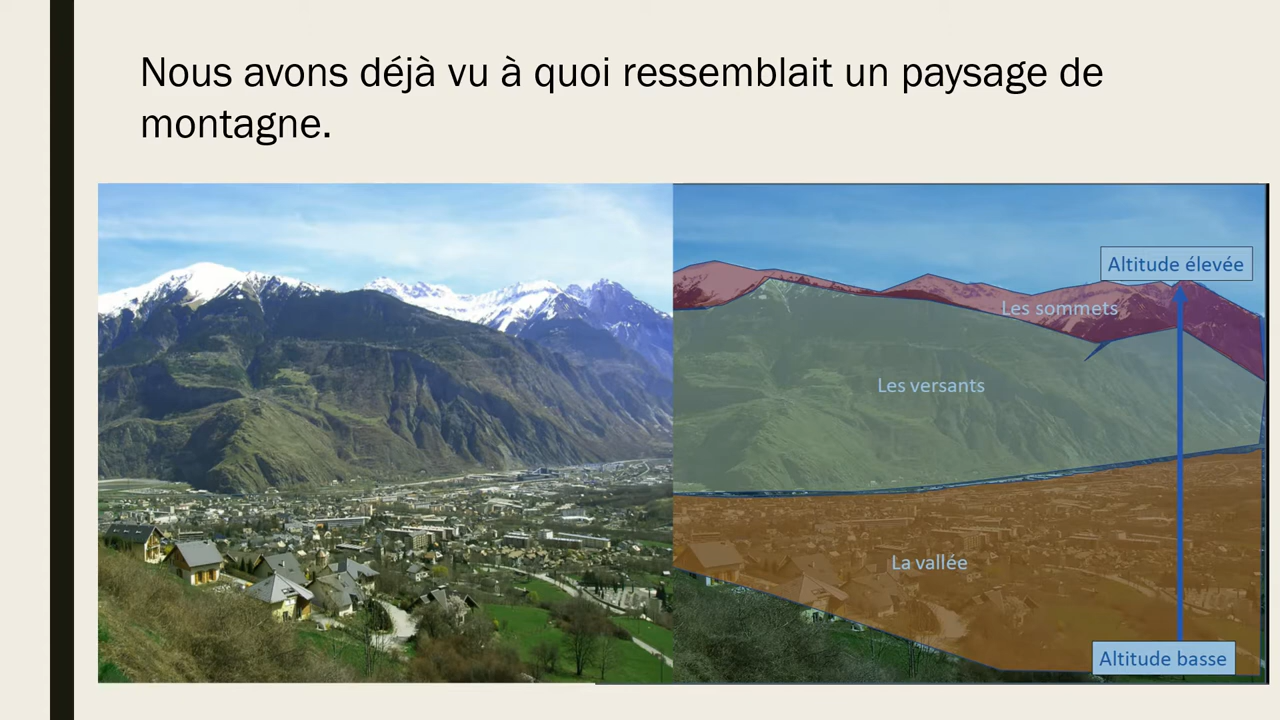 Nous avons déjà vu à quoi ressemblait un paysage de
montagne.
Altitude élevée
Les sommets
Les versants
La vallée
Altitude basse